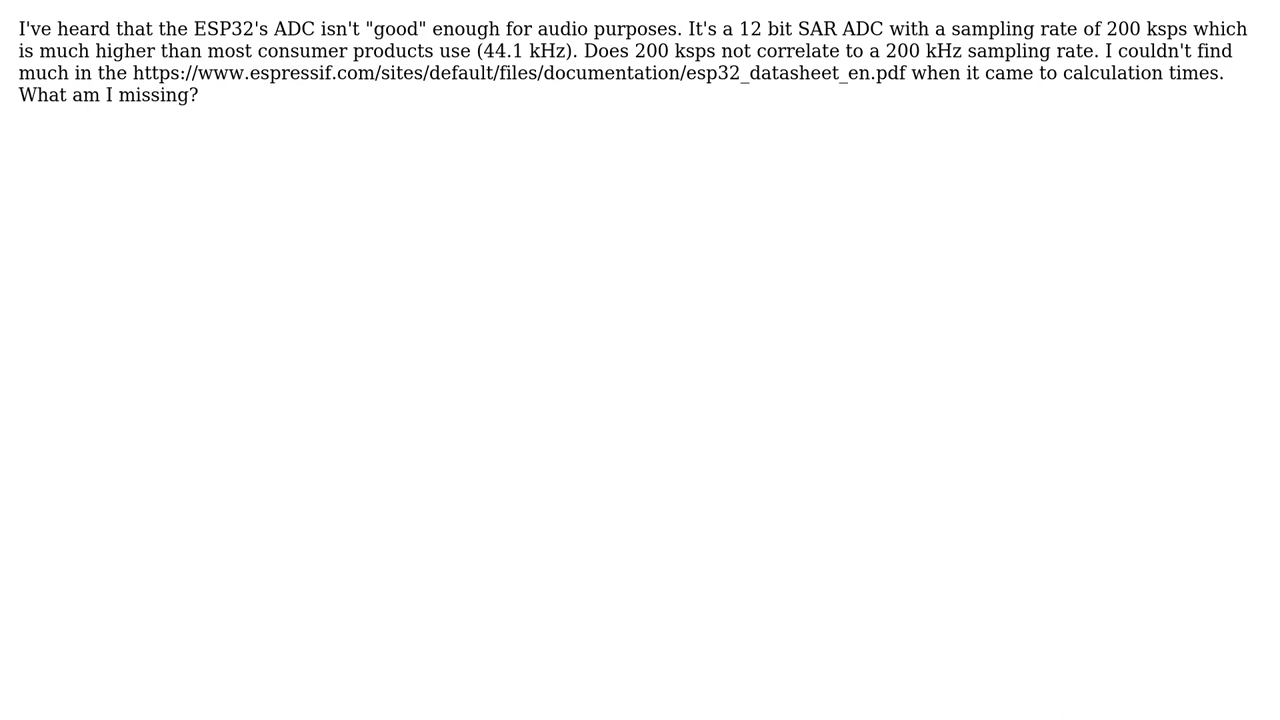 I've heard that the ESP32's ADC isn't "good" enough for audio purposes. It's a 12 bit SAR ADC with a sampling rate of 200 ksps which
is much higher than most consumer products use (44.1 kHz). Does 200 ksps not correlate to a 200 kHz sampling rate. I couldn't find
much in the https://www.espressif.com/sites/default/files/documentation/esp32_datasheet_en.pdf when it came to calculation times.
What am I missing?